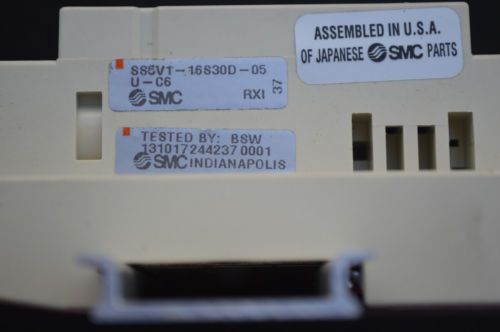 ASSEMBLED IN U.S.A.
OF JAPANESE SMC PARTS
SS5V1-16S30D-05
U-C6
SMC RXI 37
TESTED BY: BSW
131017244237 0001
SMC INDIANAPOLIS